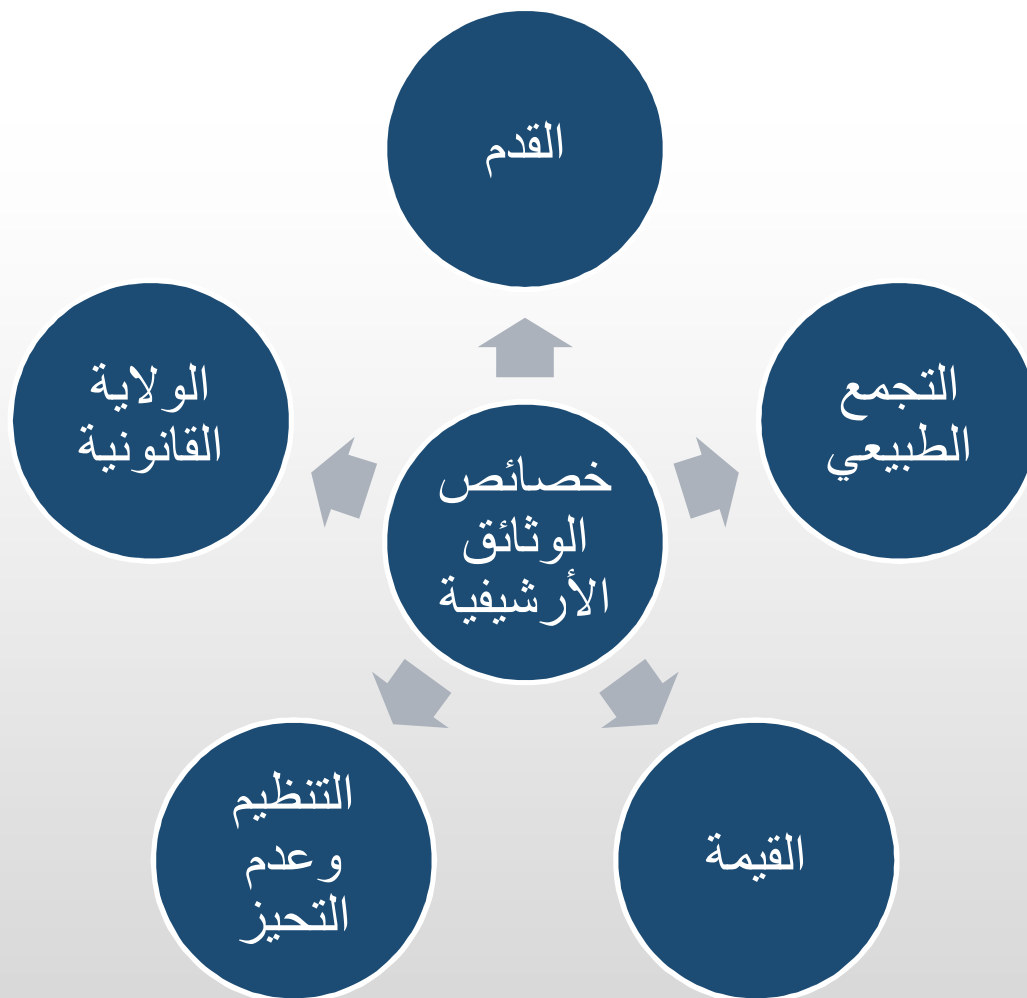 القدم
التجمع
الطبيعي
القيمة
التنظيم
وعدم
التحيز
الولاية
القانونية
خصائص
الوثائق
الأرشيفية